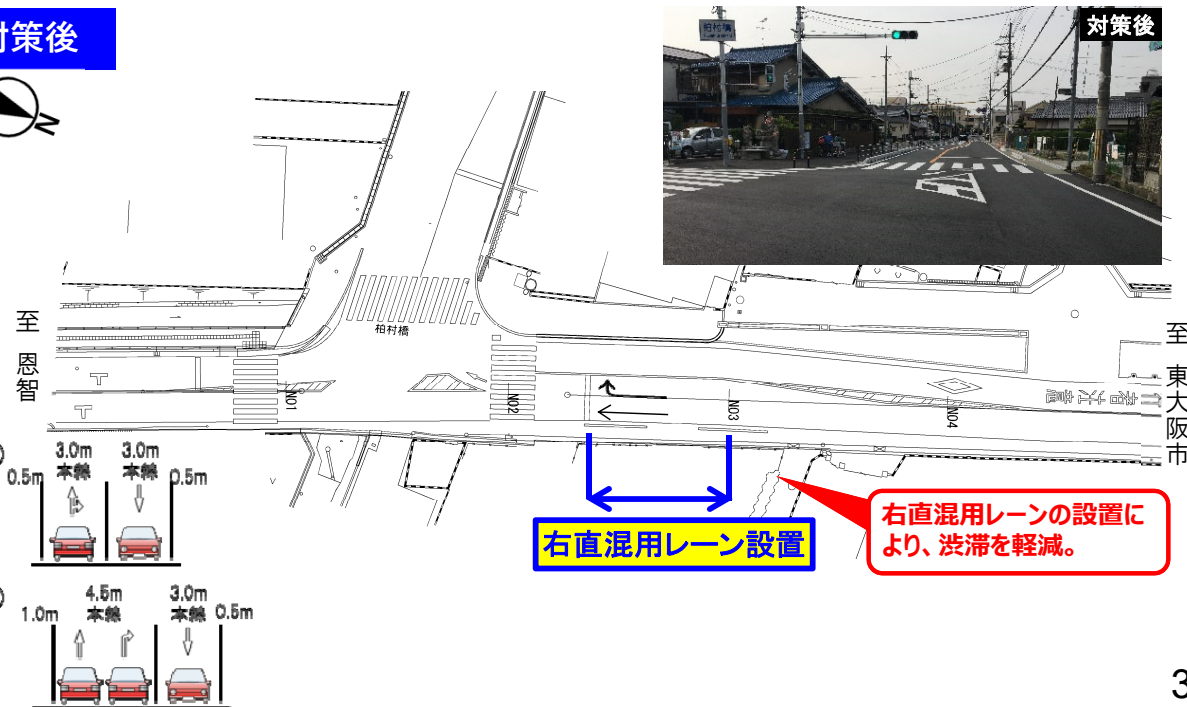 対策後
対策後
柏村橋
N
至
恩智
柏村橋
NO1
NO2
NO3
NO4
至
東大阪市
右直混用レーン設置
右直混用レーンの設置に
より、渋滞を軽減。
3.0m 3.0m
0.5m 本線 本線 0.5m
4.5m 3.0m
1.0m 本線 本線 0.5m
3